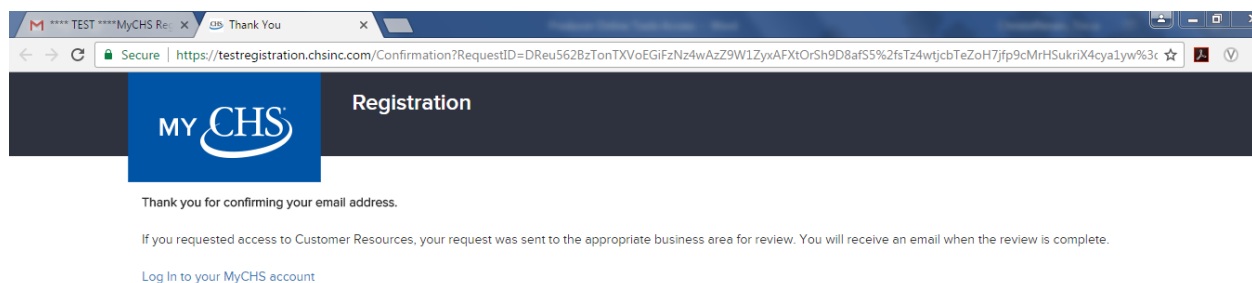 **** TEST ****MyCHS Reg
Thank You
Secure | https://testregistration.chsinc.com/Confirmation?RequestID=DReu562BzTonTXVoEGiFzNz4wAzZ9W1ZyxAFXtOrSh9D8afS5%2fsTz4wtjcbTeZoH7jfp9cMrHSukriX4cya1yw%3c
MY CHS
Registration
Thank you for confirming your email address.
If you requested access to Customer Resources, your request was sent to the appropriate business area for review. You will receive an email when the review is complete.
Log In to your MyCHS account